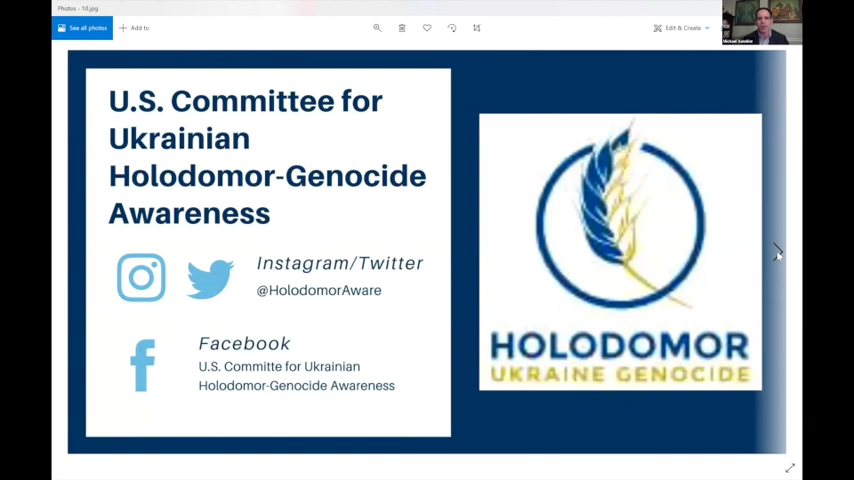 Photos - 10.jpg
See all photos
Add to
Edit & Create
U.S. Committee for
Ukrainian
Holodomor-Genocide
Awareness
Instagram/Twitter
@HolodomorAware
Facebook
U.S. Committe for Ukrainian
Holodomor-Genocide Awareness
HOLODOMOR
UKRAINE GENOCIDE